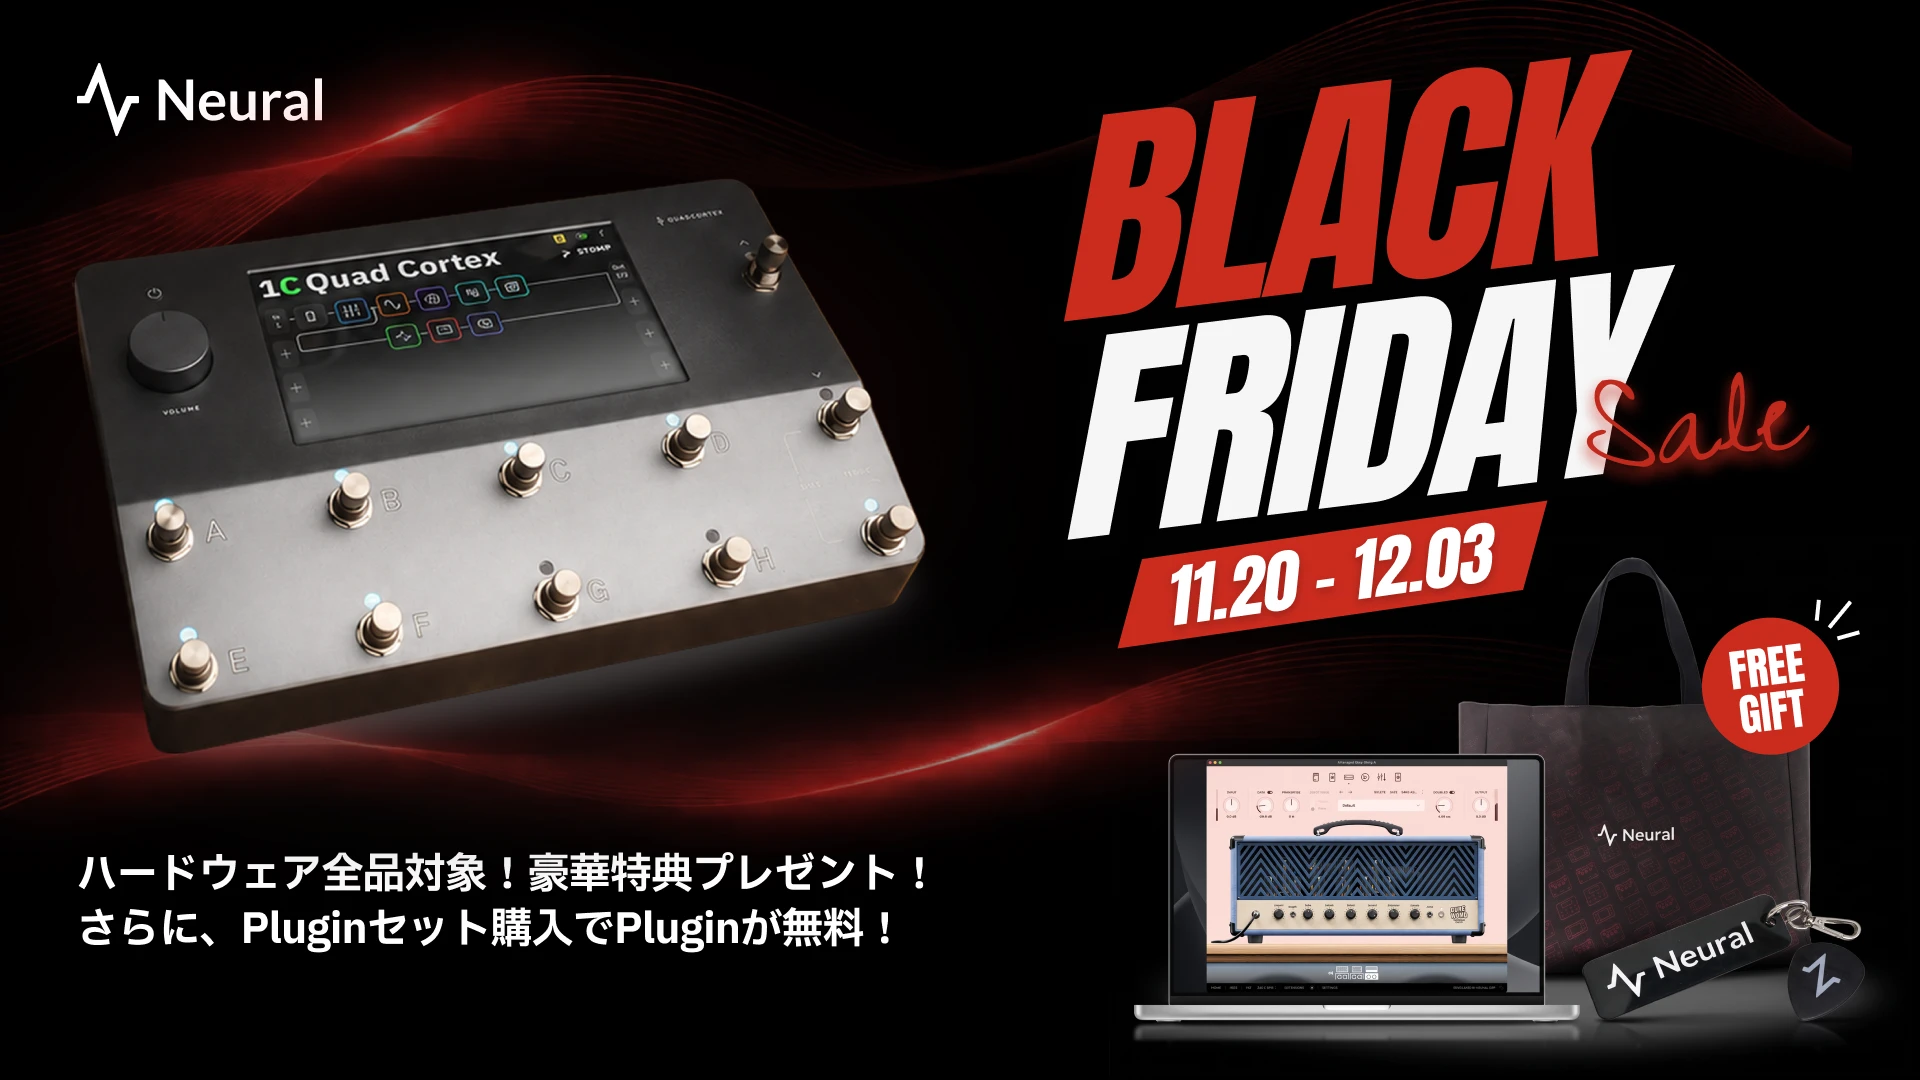 Neural
BLACK
FRIDAY
Sale
11.20 - 12.03
QUAD CORTEX
1C Quad Cortex
STOMP
VOLUME
A
B
C
D
E
F
G
H
FREE
GIFT
Neural
Neural
Default
ハードウェア全品対象！豪華特典プレゼント！
さらに、Pluginセット購入でPluginが無料！